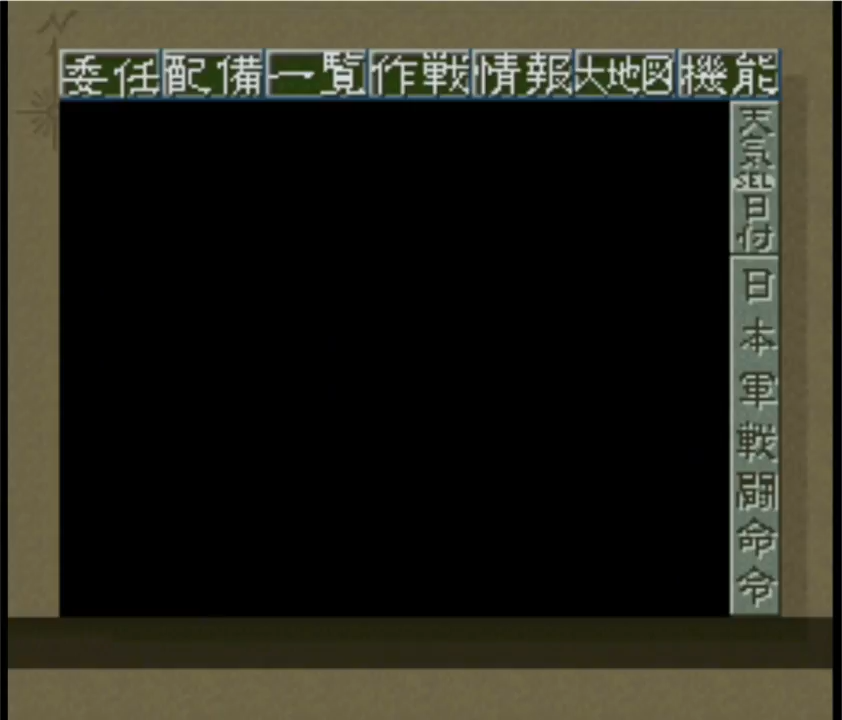 委任 配備 一覧 作戦 情報 大地図 機能
天気
SEL
日付
日本軍戦闘命令